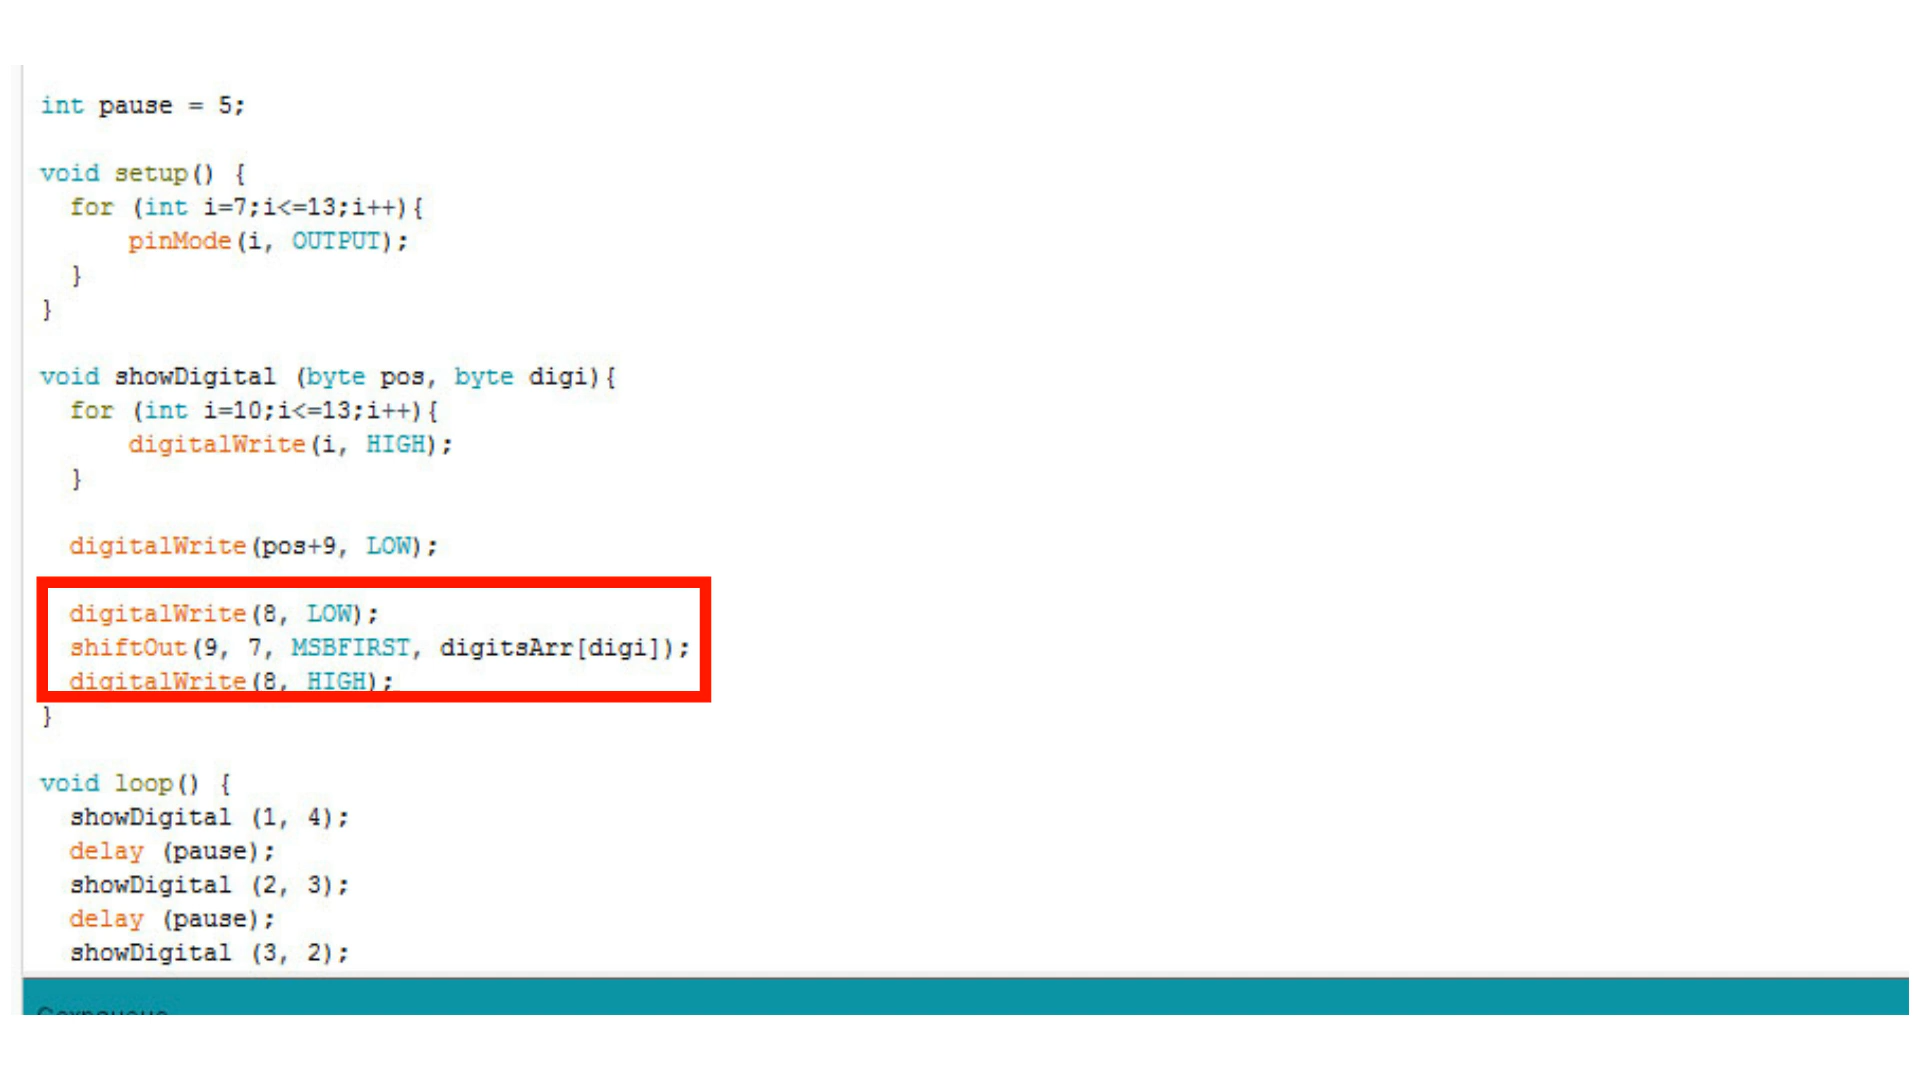 int pause = 5;
void setup() {
for (int i=7;i<=13;i++){
pinMode(i, OUTPUT);
}
}
void showDigital (byte pos, byte digi){
for (int i=10;i<=13;i++){
digitalWrite(i, HIGH);
}
digitalWrite(pos+9, LOW);
digitalWrite(8, LOW);
shiftOut(9, 7, MSBFIRST, digitsArr[digi]);
digitalWrite(8, HIGH);
}
void loop() {
showDigital (1, 4);
delay (pause);
showDigital (2, 3);
delay (pause);
showDigital (3, 2);